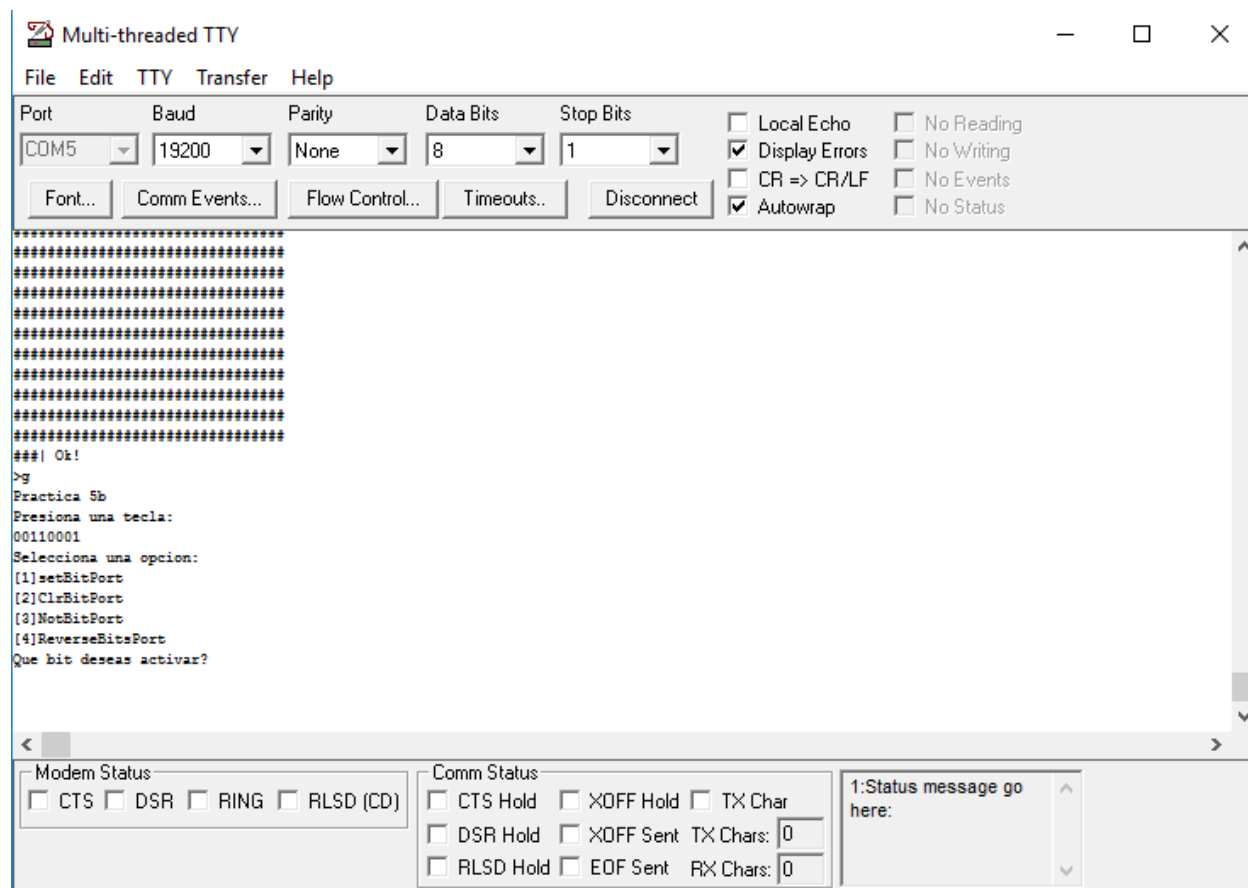 Multi-threaded TTY
File Edit TTY Transfer Help
Port Baud Parity Data Bits Stop Bits
COM5 19200 None 8 1
Local Echo No Reading
Display Errors No Writing
CR => CR/LF No Events
Autowrap No Status
Font... Comm Events... Flow Control... Timeouts.. Disconnect
################################
################################
################################
################################
################################
################################
################################
################################
################################
################################
################################
###| Ok!
>g
Practica 5b
Presiona una tecla:
00110001
Selecciona una opcion:
[1]setBitPort
[2]ClrBitPort
[3]NotBitPort
[4]ReverseBitsPort
Que bit deseas activar?
Modem Status
CTS DSR RING RLSD (CD)
Comm Status
CTS Hold XOFF Hold TX Char
DSR Hold XOFF Sent TX Chars: 0
RLSD Hold EOF Sent RX Chars: 0
1:Status message go
here: